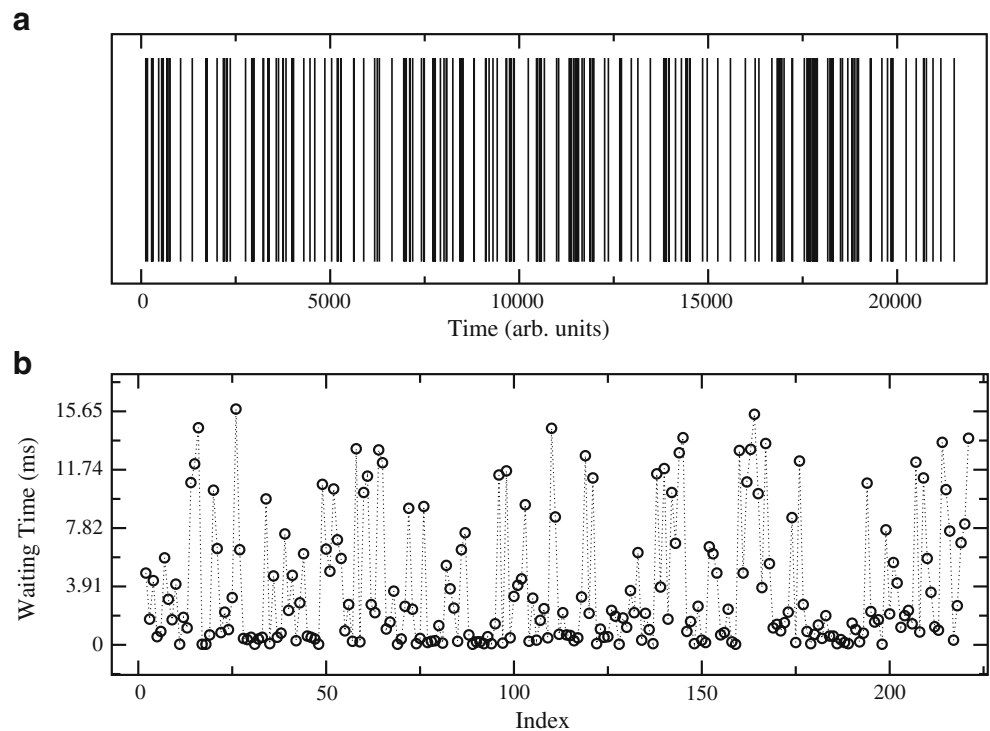 a
0 5000 10000 15000 20000
Time (arb. units)
b
Waiting Time (ms)
15.65
11.74
7.82
3.91
0
0 50 100 150 200
Index